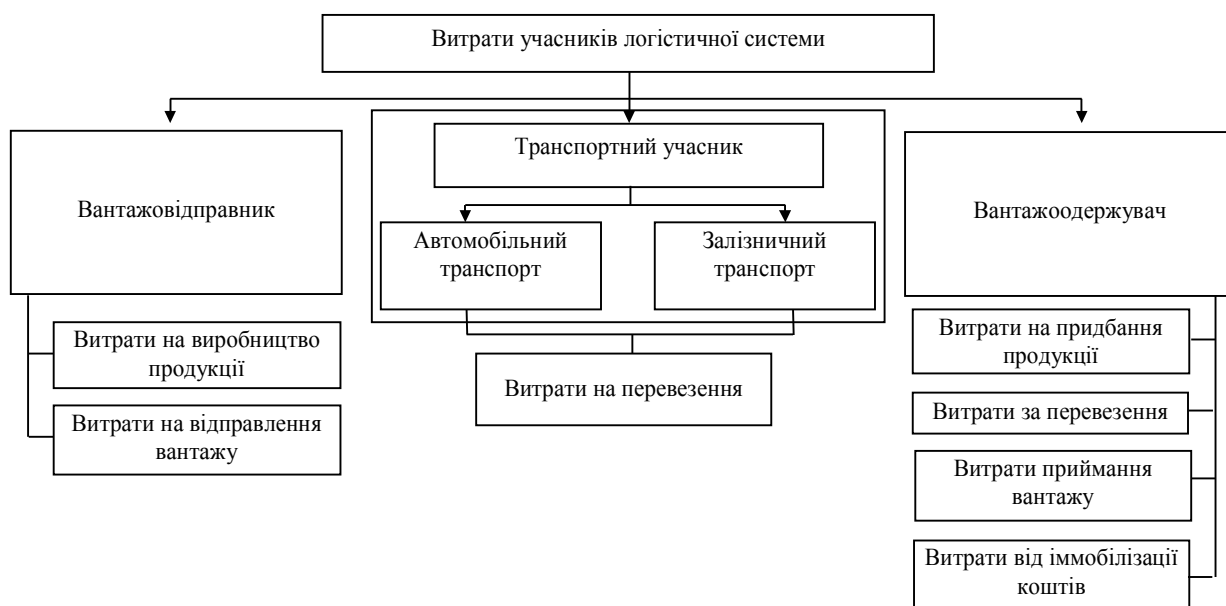 Витрати учасників логістичної системи
Вантажовідправник
Транспортний учасник
Автомобільний
транспорт
Залізничний
транспорт
Вантажоодержувач
Витрати на виробництво
продукції
Витрати на відправлення
вантажу
Витрати на перевезення
Витрати на придбання
продукції
Витрати за перевезення
Витрати приймання
вантажу
Витрати від іммобілізації
коштів